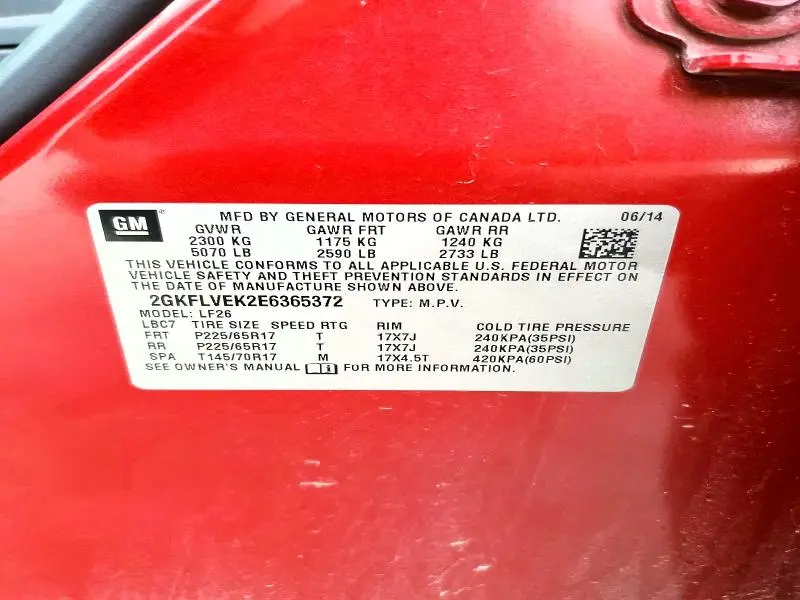 GM® MFD BY GENERAL MOTORS OF CANADA LTD. 06/14
GVWR GAWR FRT GAWR RR
2300 KG 1175 KG 1240 KG
5070 LB 2590 LB 2733 LB
THIS VEHICLE CONFORMS TO ALL APPLICABLE U.S. FEDERAL MOTOR
VEHICLE SAFETY AND THEFT PREVENTION STANDARDS IN EFFECT ON
THE DATE OF MANUFACTURE SHOWN ABOVE.
2GKFLVEK2E6365372 TYPE: M.P.V.
MODEL: LF26
LBC7 TIRE SIZE SPEED RTG RIM COLD TIRE PRESSURE
FRT P225/65R17 T 17X7J 240KPA(35PSI)
RR P225/65R17 T 17X7J 240KPA(35PSI)
SPA T145/70R17 M 17X4.5T 420KPA(60PSI)
SEE OWNER'S MANUAL i FOR MORE INFORMATION.